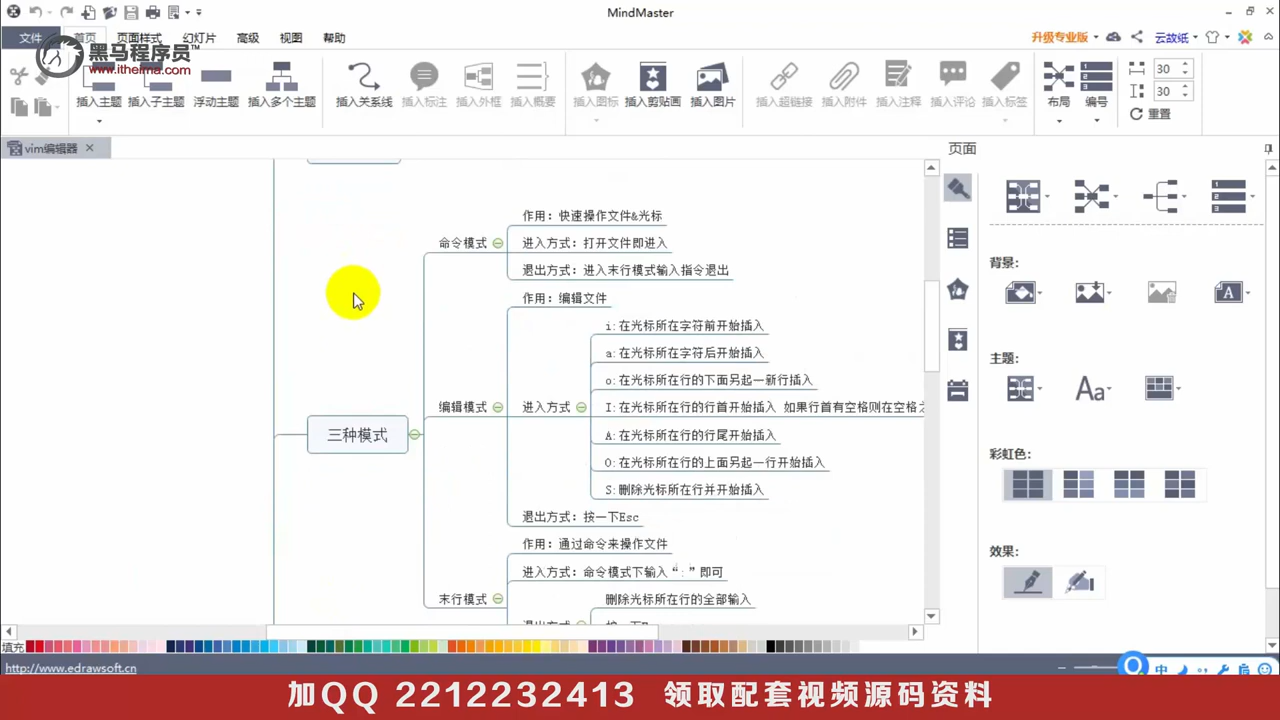 MindMaster
文件
首页
页面样式
幻灯片
高级
视图
帮助
升级专业版
云故纸
黑马程序员
www.itheima.com
插入主题
插入子主题
浮动主题
插入多个主题
插入关系线
插入标注
插入外框
插入概要
插入图标
插入剪贴画
插入图片
插入超链接
插入附件
插入注释
插入评论
插入标签
布局
编号
30
30
重置
vim编辑器
页面
作用：快速操作文件&光标
命令模式
进入方式：打开文件即进入
退出方式：进入末行模式输入指令退出
作用：编辑文件
i:在光标所在字符前开始插入
a:在光标所在字符后开始插入
o:在光标所在行的下面另起一新行插入
编辑模式
进入方式
I:在光标所在行的行首开始插入 如果行首有空格则在空格之
三种模式
A:在光标所在行的行尾开始插入
O:在光标所在行的上面另起一行开始插入
S:删除光标所在行并开始插入
退出方式：按一下Esc
作用：通过命令来操作文件
进入方式：命令模式下输入“:”即可
末行模式
删除光标所在行的全部输入
背景:
主题:
Aa
彩虹色:
效果:
填充
http://www.edrawsoft.cn
中
加QQ 2212232413 领取配套视频源码资料